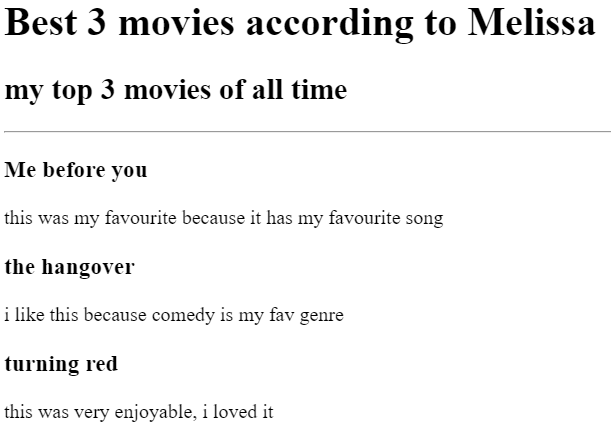 Best 3 movies according to Melissa
my top 3 movies of all time
Me before you
this was my favourite because it has my favourite song
the hangover
i like this because comedy is my fav genre
turning red
this was very enjoyable, i loved it